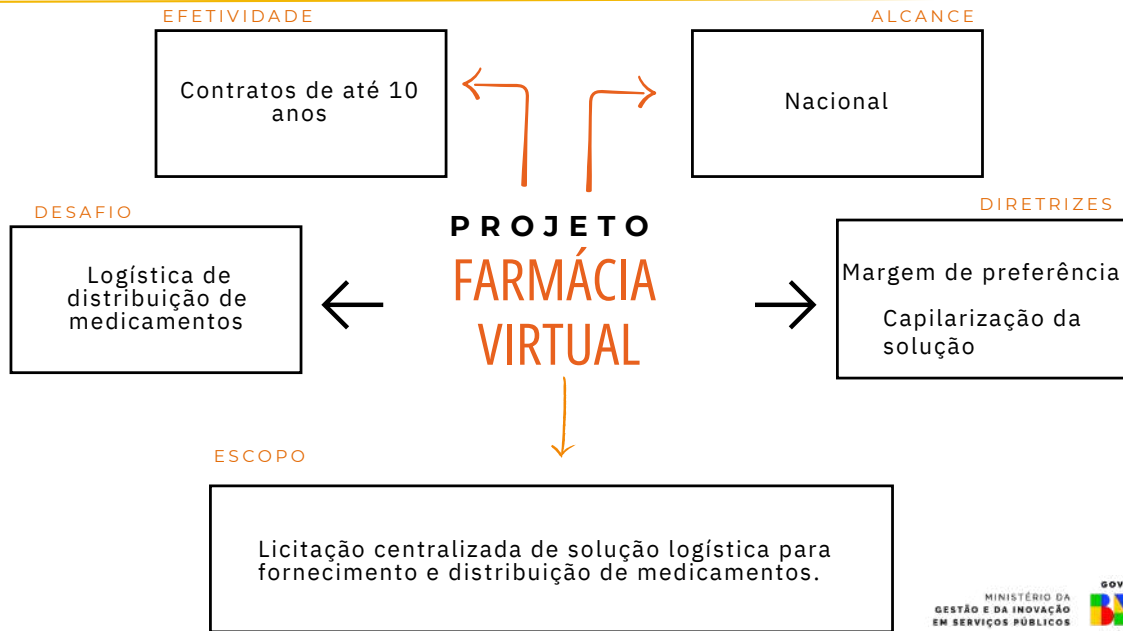 EFETIVIDADE
Contratos de até 10
anos
ALCANCE
Nacional
DESAFIO
Logística de
distribuição de
medicamentos
PROJETO
FARMÁCIA
VIRTUAL
DIRETRIZES
Margem de preferência
Capilarização da
solução
ESCOPO
Licitação centralizada de solução logística para
fornecimento e distribuição de medicamentos.
MINISTÉRIO DA
GESTÃO E DA INOVAÇÃO
EM SERVIÇOS PÚBLICOS